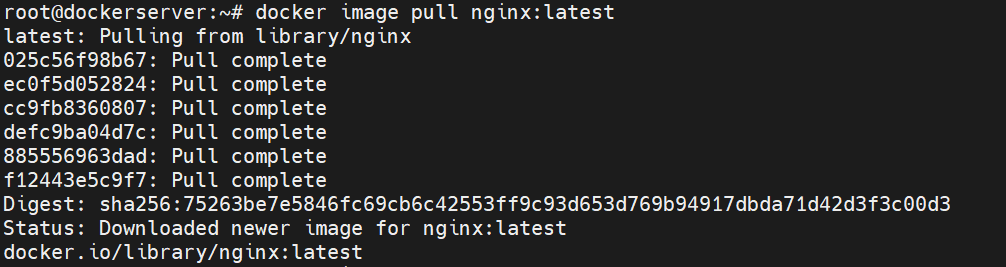 root@dockerserver:~# docker image pull nginx:latest
latest: Pulling from library/nginx
025c56f98b67: Pull complete
ec0f5d052824: Pull complete
cc9fb8360807: Pull complete
defc9ba04d7c: Pull complete
885556963dad: Pull complete
f12443e5c9f7: Pull complete
Digest: sha256:75263be7e5846fc69cb6c42553ff9c93d653d769b94917dbda71d42d3f3c00d3
Status: Downloaded newer image for nginx:latest
docker.io/library/nginx:latest